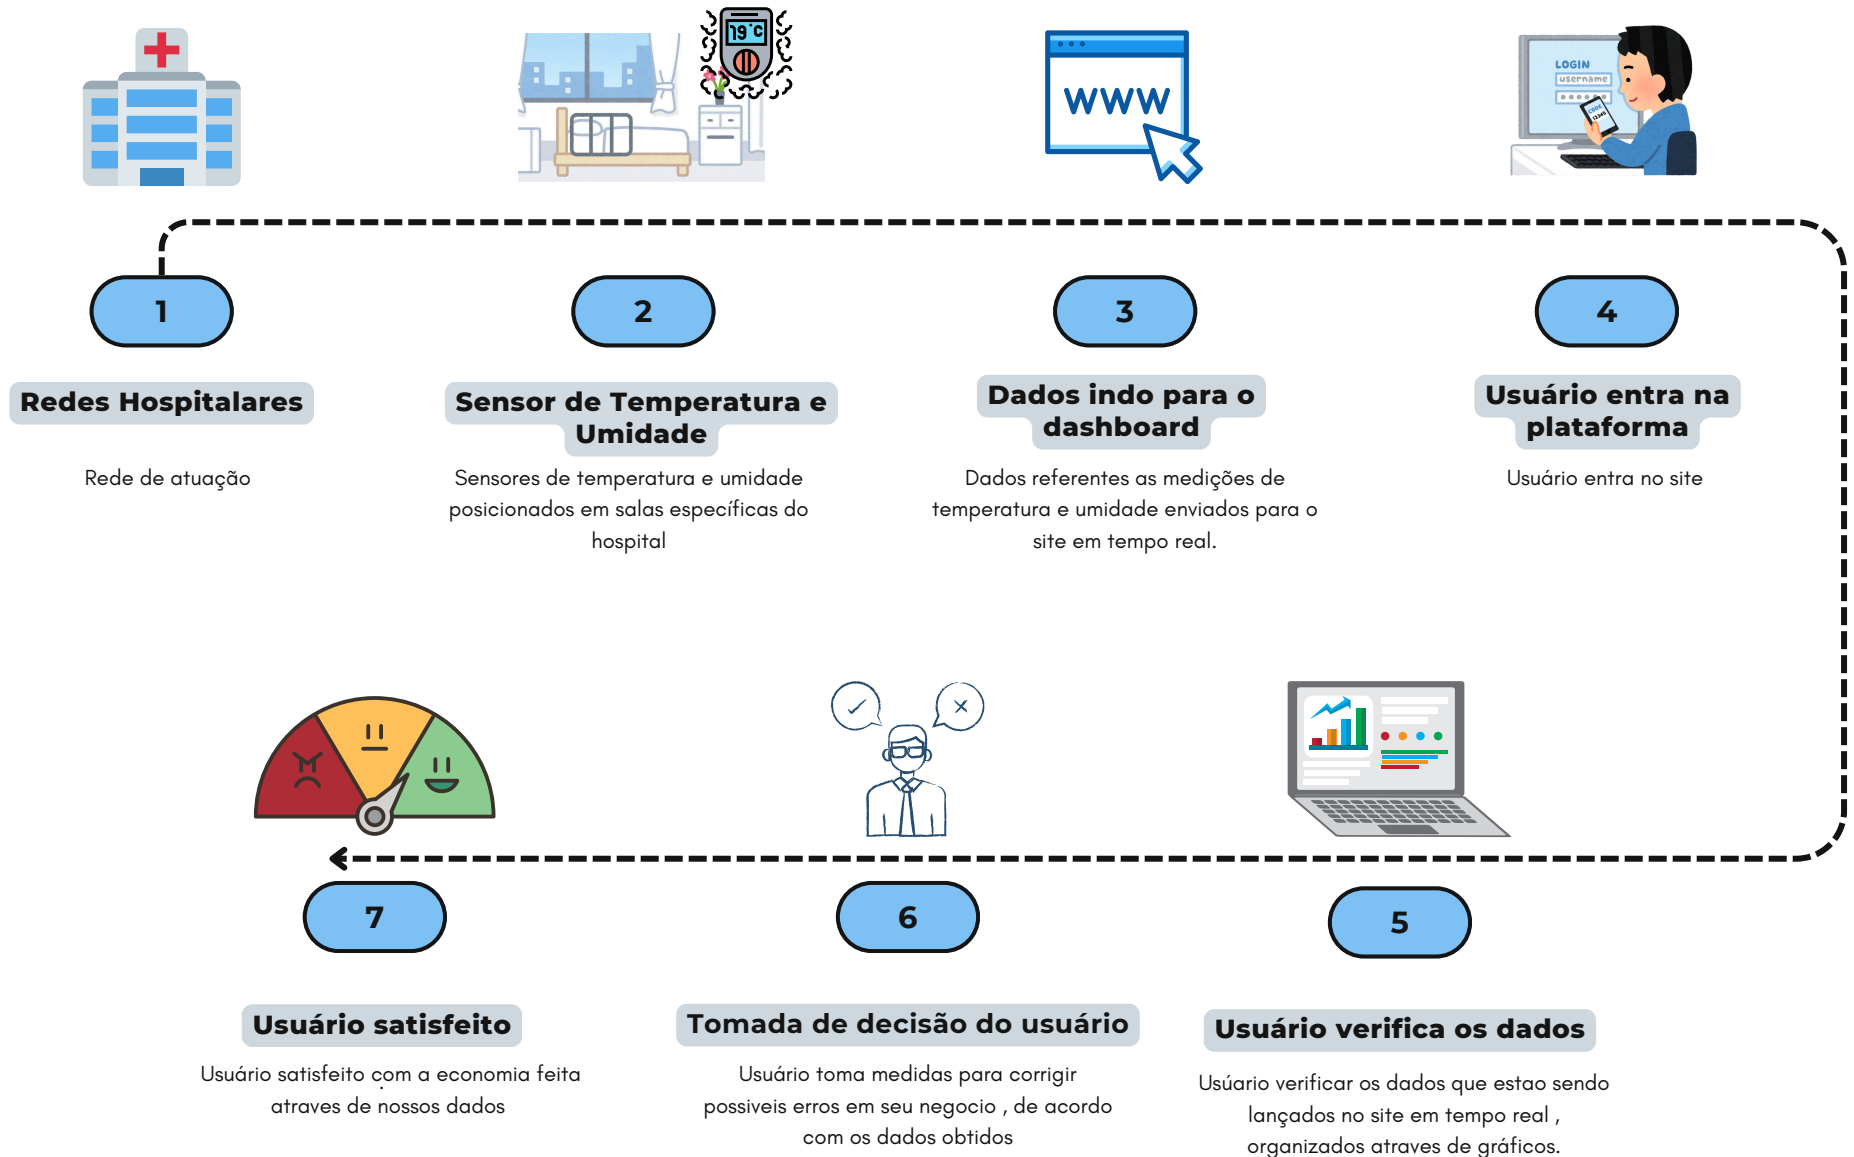 19°C
WWW
LOGIN
username
CODE
12345
1
2
3
4
Redes Hospitalares
Rede de atuação
Sensor de Temperatura e
Umidade
Sensores de temperatura e umidade
posicionados em salas específicas do
hospital
Dados indo para o
dashboard
Dados referentes as medições de
temperatura e umidade enviados para o
site em tempo real.
Usuário entra na
plataforma
Usuário entra no site
7
6
5
Usuário satisfeito
Usuário satisfeito com a economia feita
atraves de nossos dados
Tomada de decisão do usuário
Usuário toma medidas para corrigir
possiveis erros em seu negocio , de acordo
com os dados obtidos
Usuário verifica os dados
Usúario verificar os dados que estao sendo
lançados no site em tempo real ,
organizados atraves de gráficos.